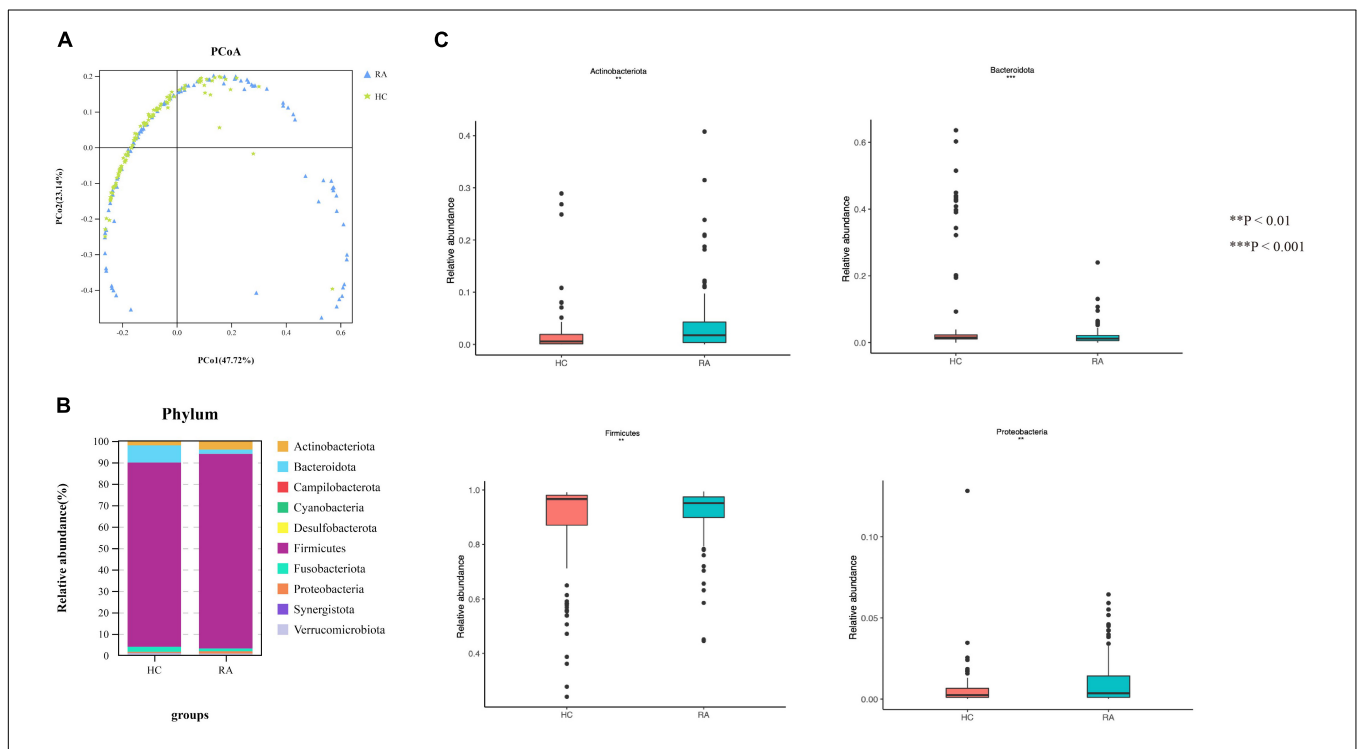 A
PCoA
RA
HC
0.2
0.1
0.0
-0.1
-0.2
-0.3
-0.4
PCo2(23.14%)
-0.2
0.0
0.2
0.4
0.6
PCo1(47.72%)
B
Phylum
100
90
80
70
60
50
40
30
20
10
0
Relative abundance(%)
HC
RA
groups
Actinobacteriota
Bacteroidota
Campilobacterota
Cyanobacteria
Desulfobacterota
Firmicutes
Fusobacteriota
Proteobacteria
Synergistota
Verrucomicrobiota
C
Actinobacteriota
**
0.4
0.3
0.2
0.1
0.0
Relative abundance
HC
RA
Bacteroidota
***
0.6
0.4
0.2
0.0
Relative abundance
HC
RA
**P < 0.01
***P < 0.001
Firmicutes
**
1.0
0.8
0.6
0.4
Relative abundance
HC
RA
Proteobacteria
**
0.10
0.05
0.00
Relative abundance
HC
RA